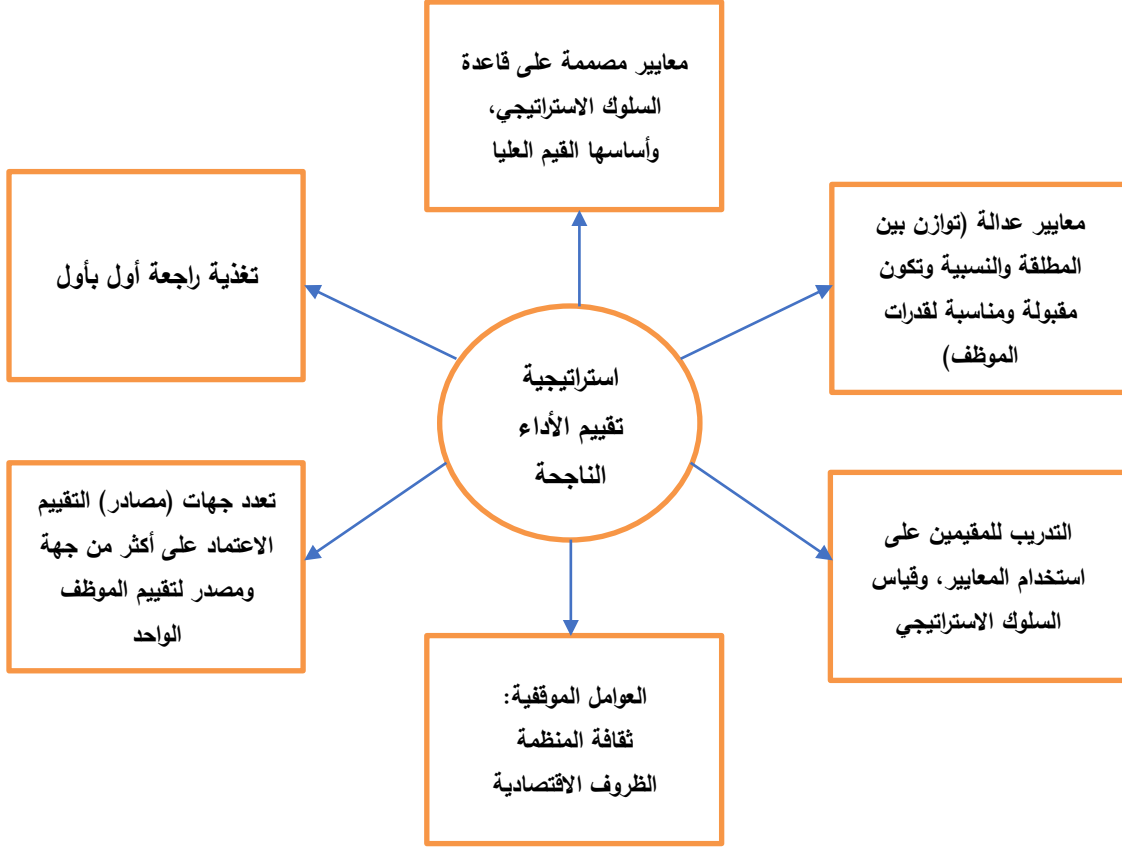 معايير مصممة على قاعدة
السلوك الاستراتيجي،
وأساسها القيم العليا
معايير عدالة (توازن بين
المطلقة والنسبية وتكون
مقبولة ومناسبة لقدرات
الموظف)
تغذية راجعة أول بأول
استراتيجية
تقييم الأداء
الناجحة
التدريب للمقيمين على
استخدام المعايير، وقياس
السلوك الاستراتيجي
تعدد جهات (مصادر) التقييم
الاعتماد على أكثر من جهة
ومصدر لتقييم الموظف
الواحد
العوامل الموقفية:
ثقافة المنظمة
الظروف الاقتصادية